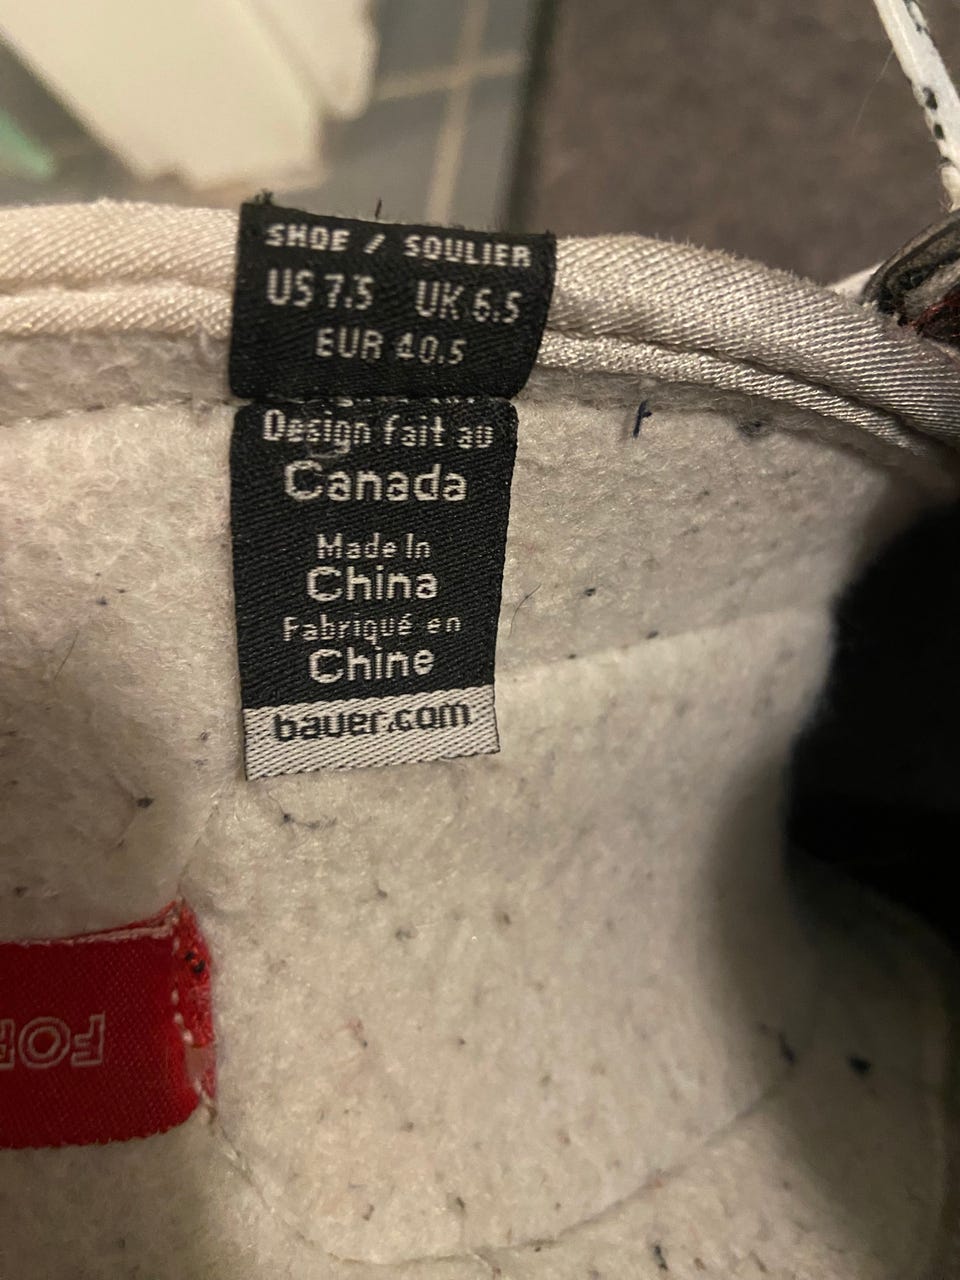 SHOE / SOULIER
US 7.5 UK 6.5
EUR 40.5
Design fait au
Canada
Made In
China
Fabriqué en
Chine
bauer.com